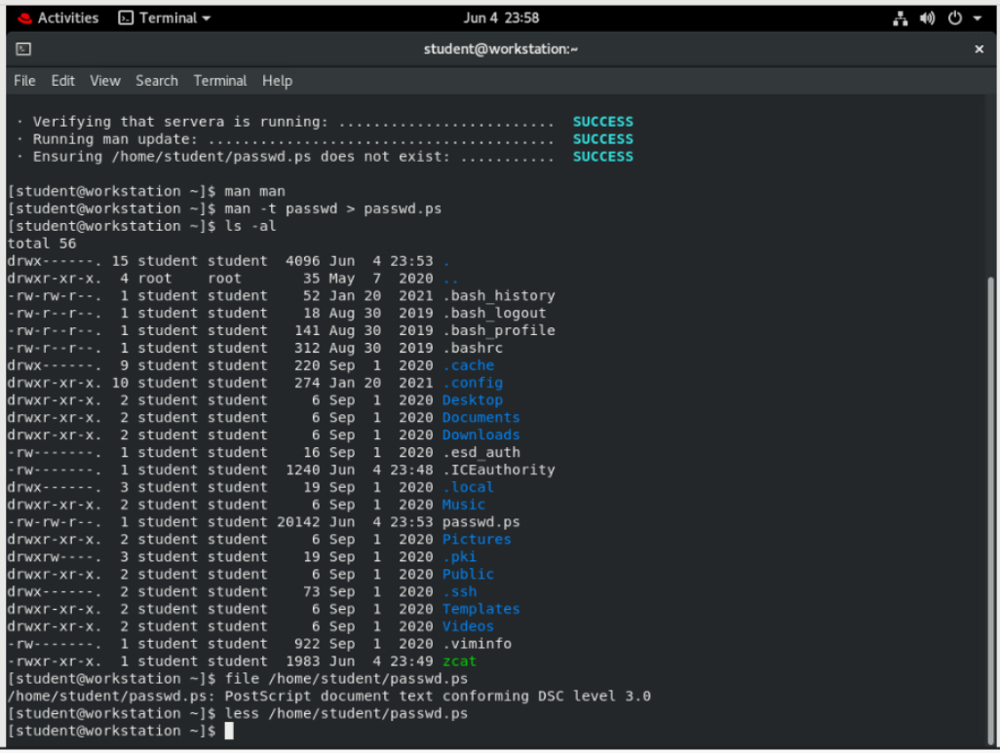 Activities Terminal Jun 4 23:58
student@workstation:~ ×
File Edit View Search Terminal Help
· Verifying that servera is running: ......................... SUCCESS
· Running man update: ........................................ SUCCESS
· Ensuring /home/student/passwd.ps does not exist: ........... SUCCESS
[student@workstation ~]$ man man
[student@workstation ~]$ man -t passwd > passwd.ps
[student@workstation ~]$ ls -al
total 56
drwx------. 15 student student  4096 Jun  4 23:53 .
drwxr-xr-x.  4 root    root       35 May  7  2020 ..
-rw-rw-r--.  1 student student    52 Jan 20  2021 .bash_history
-rw-r--r--.  1 student student    18 Aug 30  2019 .bash_logout
-rw-r--r--.  1 student student   141 Aug 30  2019 .bash_profile
-rw-r--r--.  1 student student   312 Aug 30  2019 .bashrc
drwx------.  9 student student   220 Sep  1  2020 .cache
drwxr-xr-x. 10 student student   274 Jan 20  2021 .config
drwxr-xr-x.  2 student student     6 Sep  1  2020 Desktop
drwxr-xr-x.  2 student student     6 Sep  1  2020 Documents
drwxr-xr-x.  2 student student     6 Sep  1  2020 Downloads
-rw-------.  1 student student    16 Sep  1  2020 .esd_auth
-rw-------.  1 student student  1240 Jun  4 23:48 .ICEauthority
drwx------.  3 student student    19 Sep  1  2020 .local
drwxr-xr-x.  2 student student     6 Sep  1  2020 Music
-rw-rw-r--.  1 student student 20142 Jun  4 23:53 passwd.ps
drwxr-xr-x.  2 student student     6 Sep  1  2020 Pictures
drwxrw----.  3 student student    19 Sep  1  2020 .pki
drwxr-xr-x.  2 student student     6 Sep  1  2020 Public
drwx------.  2 student student    73 Sep  1  2020 .ssh
drwxr-xr-x.  2 student student     6 Sep  1  2020 Templates
drwxr-xr-x.  2 student student     6 Sep  1  2020 Videos
-rw-------.  1 student student   922 Sep  1  2020 .viminfo
-rwxr-xr-x.  1 student student  1983 Jun  4 23:49 zcat
[student@workstation ~]$ file /home/student/passwd.ps
/home/student/passwd.ps: PostScript document text conforming DSC level 3.0
[student@workstation ~]$ less /home/student/passwd.ps
[student@workstation ~]$